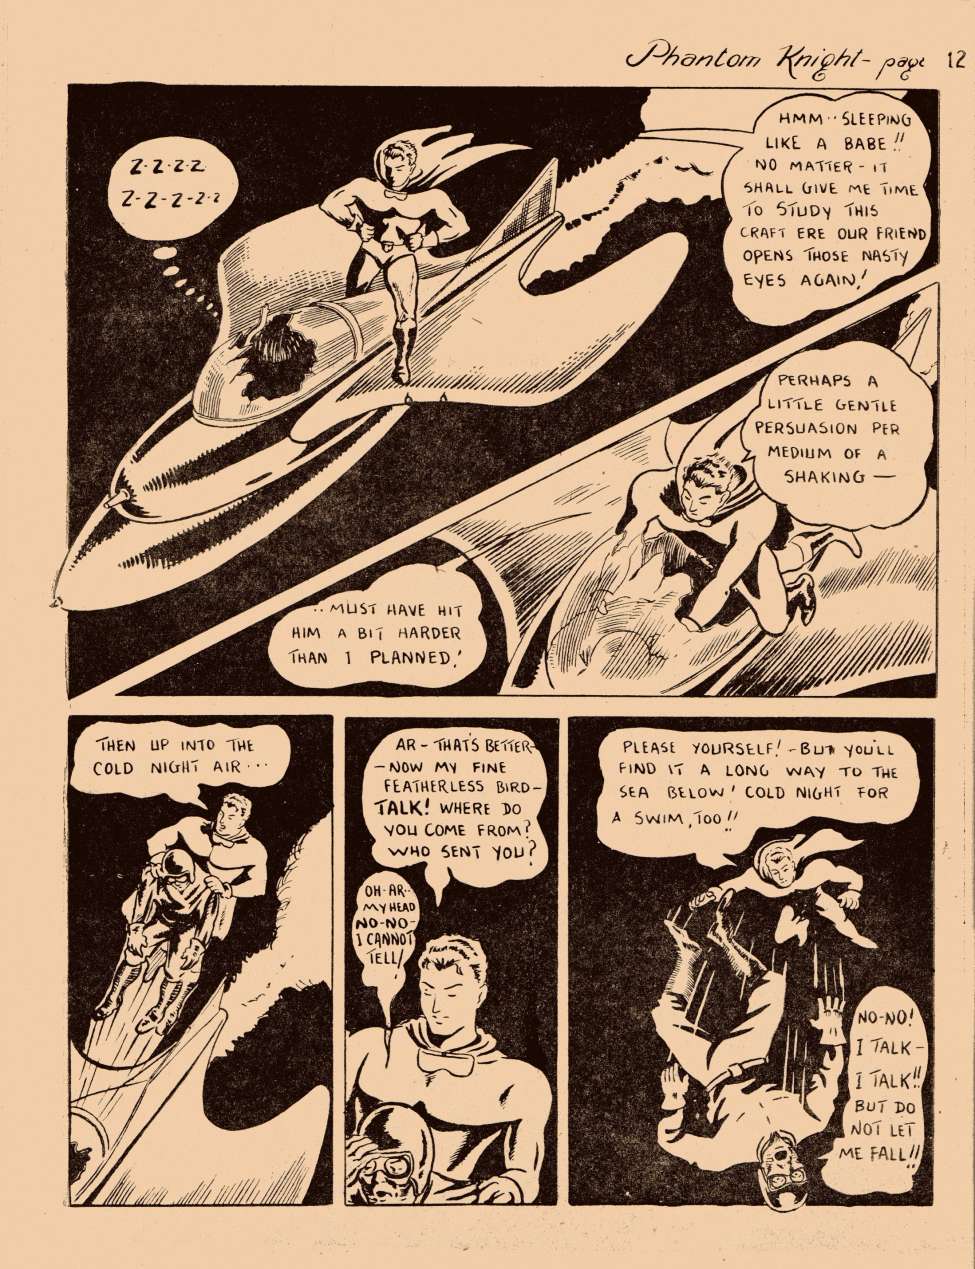 Phantom Knight - page 12
Z-Z-Z-Z
Z-Z-Z-Z-Z-Z
HMM.. SLEEPING
LIKE A BABE!!
NO MATTER - IT
SHALL GIVE ME TIME
TO STUDY THIS
CRAFT ERE OUR FRIEND
OPENS THOSE NASTY
EYES AGAIN!
PERHAPS A
LITTLE GENTLE
PERSUASION PER
MEDIUM OF A
SHAKING —
..MUST HAVE HIT
HIM A BIT HARDER
THAN I PLANNED!
THEN UP INTO THE
COLD NIGHT AIR...
AR - THAT'S BETTER-
-NOW MY FINE
FEATHERLESS BIRD-
TALK! WHERE DO
YOU COME FROM?
WHO SENT YOU?
OH-AR..
MY HEAD
NO-NO-
I CANNOT
TELL!
PLEASE YOURSELF! - BUT YOU'LL
FIND IT A LONG WAY TO THE
SEA BELOW! COLD NIGHT FOR
A SWIM, TOO!!
NO-NO!
I TALK-
I TALK!!
BUT DO
NOT LET
ME FALL!!